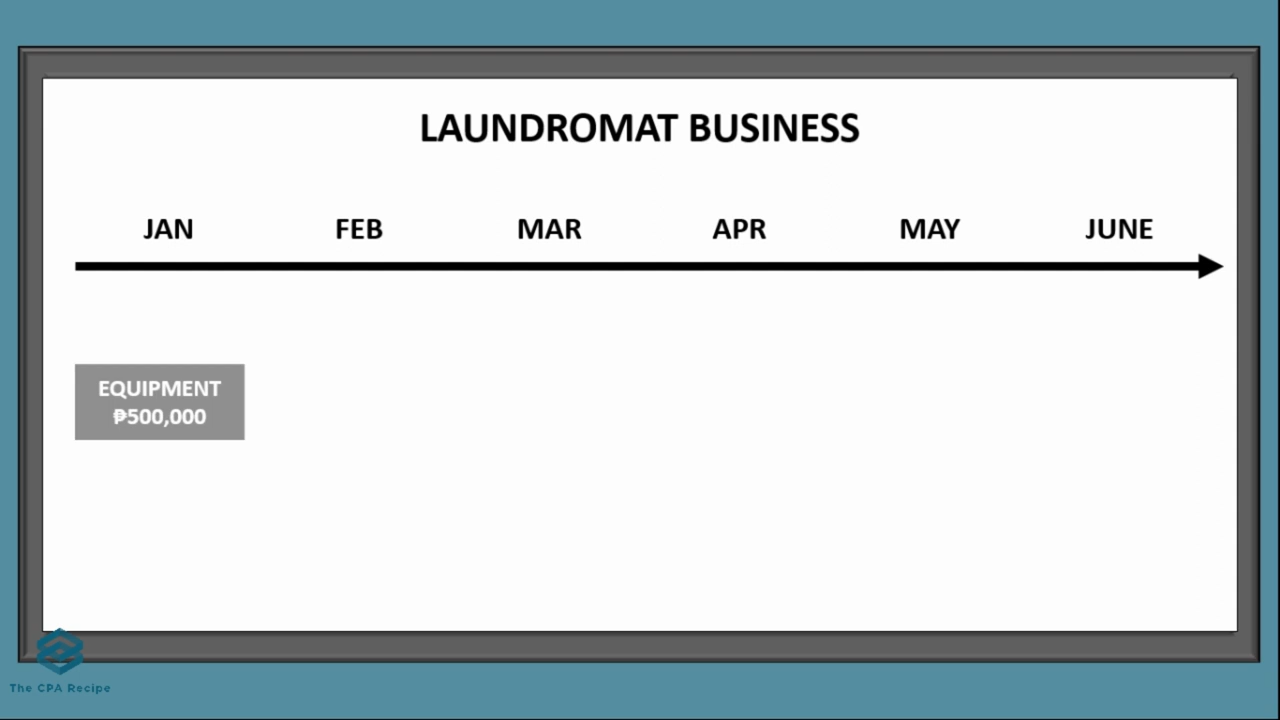 LAUNDROMAT BUSINESS
JAN FEB MAR APR MAY JUNE
EQUIPMENT
₱500,000
The CPA Recipe